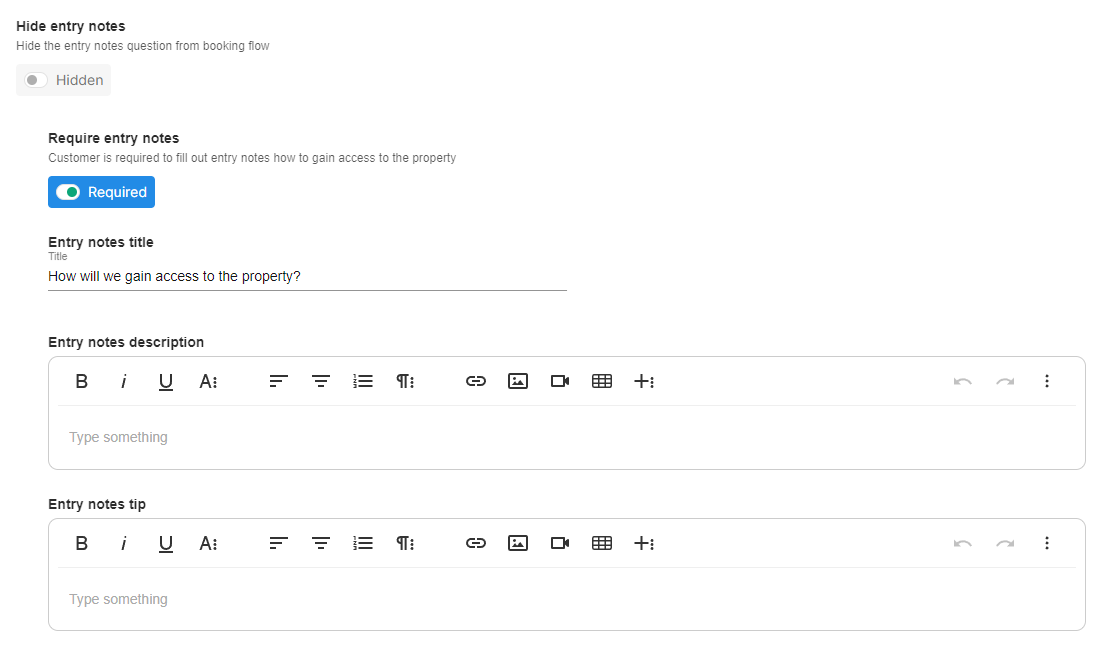 Hide entry notes
Hide the entry notes question from booking flow
Hidden
Require entry notes
Customer is required to fill out entry notes how to gain access to the property
Required
Entry notes title
Title
How will we gain access to the property?
Entry notes description
Type something
Entry notes tip
Type something